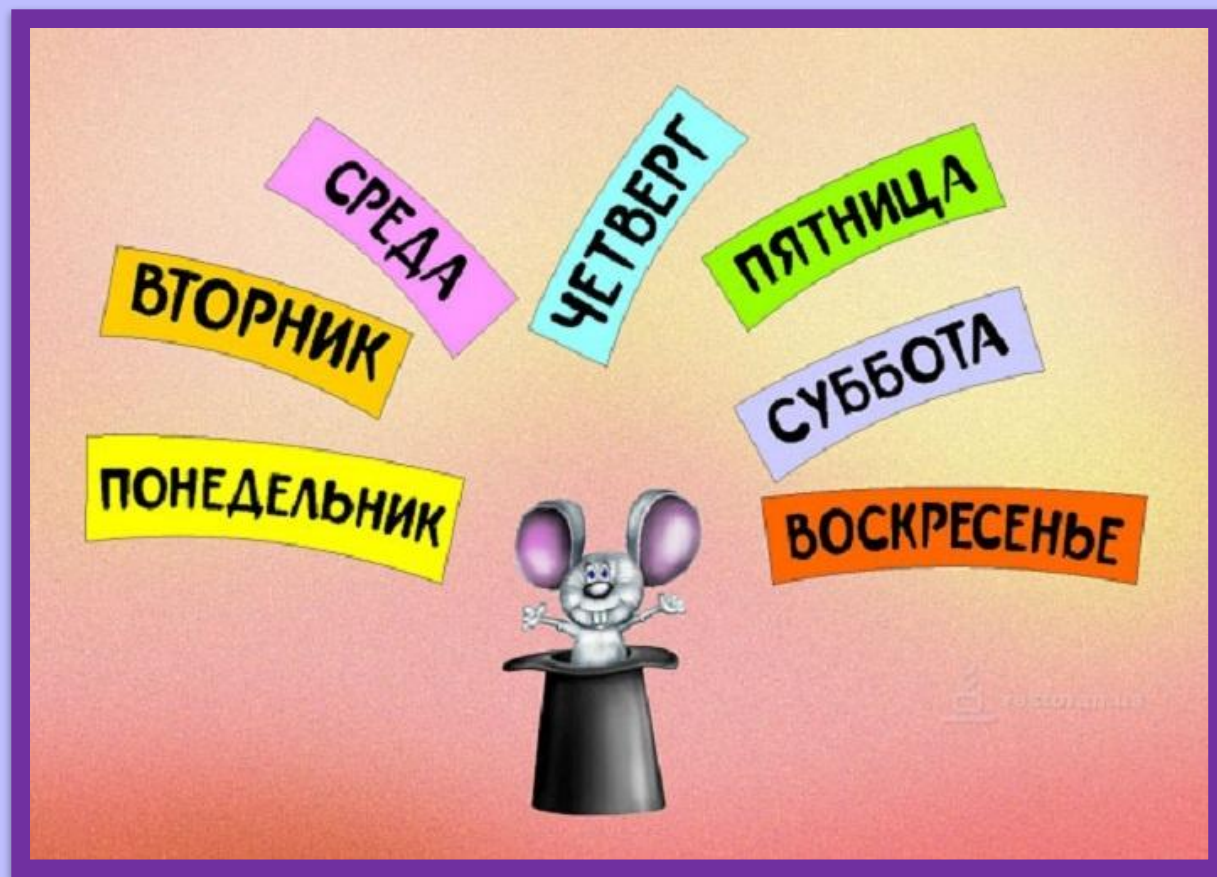 ПОНЕДЕЛЬНИК
ВТОРНИК
СРЕДА
ЧЕТВЕРГ
ПЯТНИЦА
СУББОТА
ВОСКРЕСЕНЬЕ